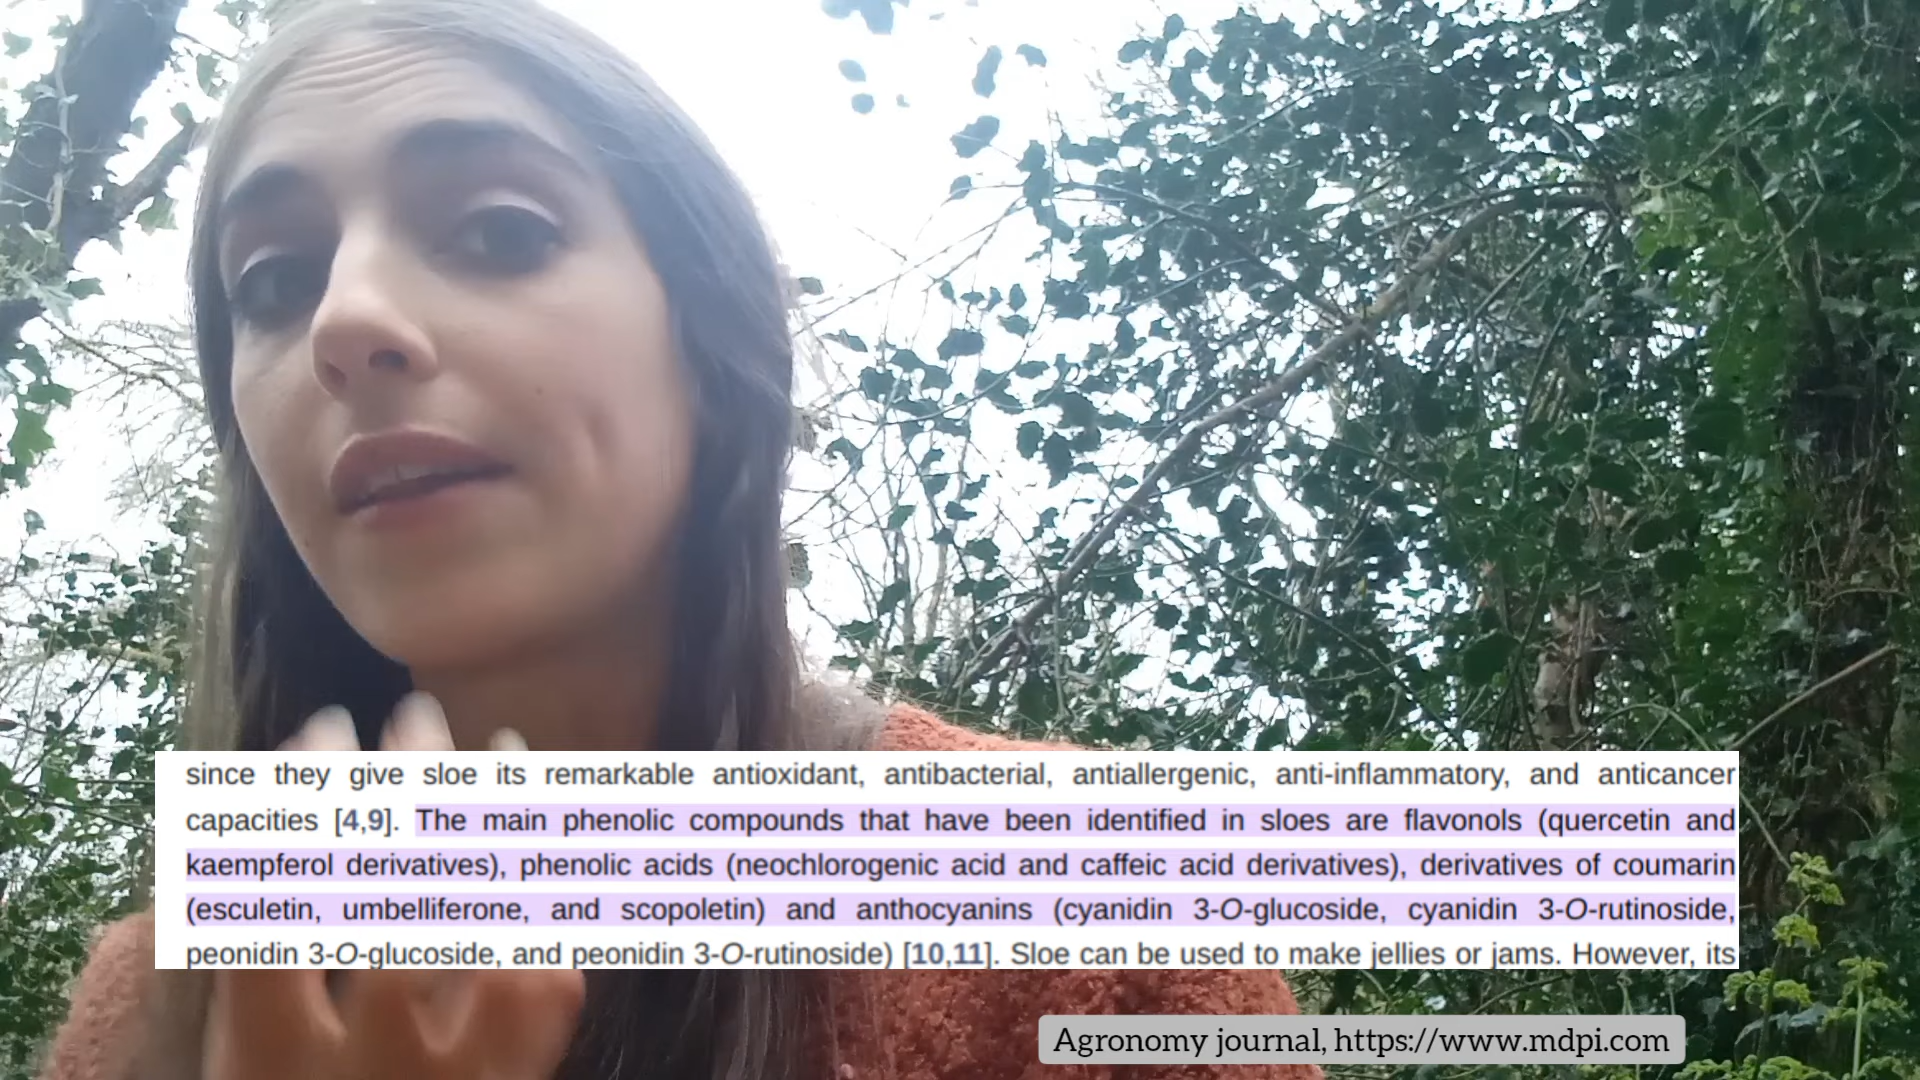 since they give sloe its remarkable antioxidant, antibacterial, antiallergenic, anti-inflammatory, and anticancer
capacities [4,9]. The main phenolic compounds that have been identified in sloes are flavonols (quercetin and
kaempferol derivatives), phenolic acids (neochlorogenic acid and caffeic acid derivatives), derivatives of coumarin
(esculetin, umbelliferone, and scopoletin) and anthocyanins (cyanidin 3-O-glucoside, cyanidin 3-O-rutinoside,
peonidin 3-O-glucoside, and peonidin 3-O-rutinoside) [10,11]. Sloe can be used to make jellies or jams. However, its
Agronomy journal, https://www.mdpi.com